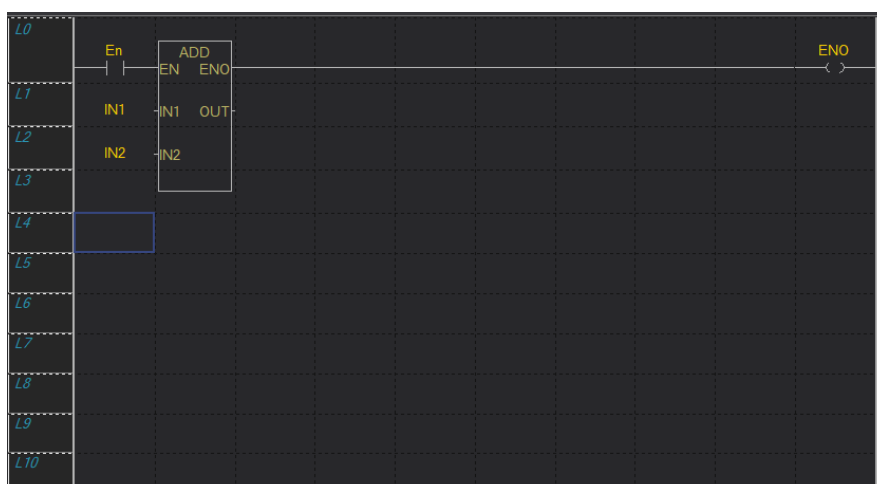 L0
En ADD ENO
EN ENO
L1
IN1 IN1 OUT
L2
IN2 IN2
L3
L4
L5
L6
L7
L8
L9
L10